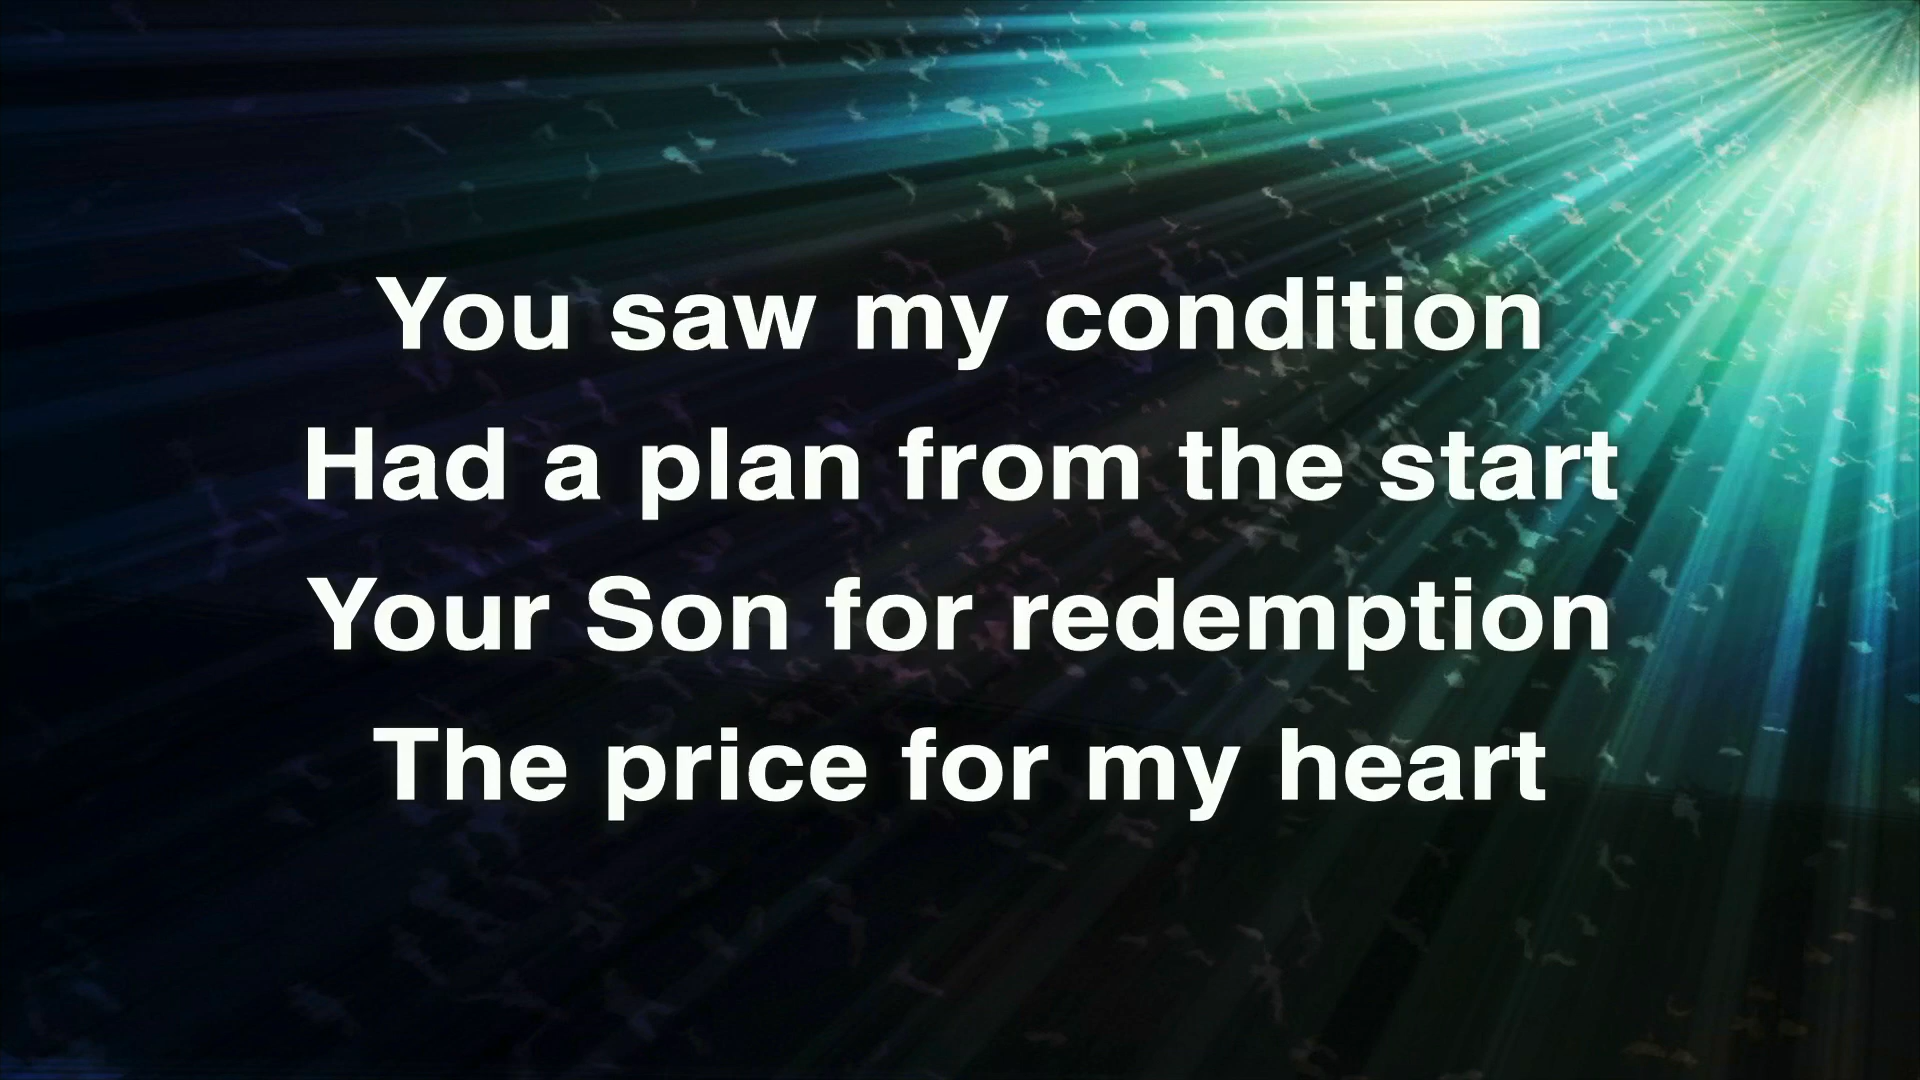 You saw my condition
Had a plan from the start
Your Son for redemption
The price for my heart